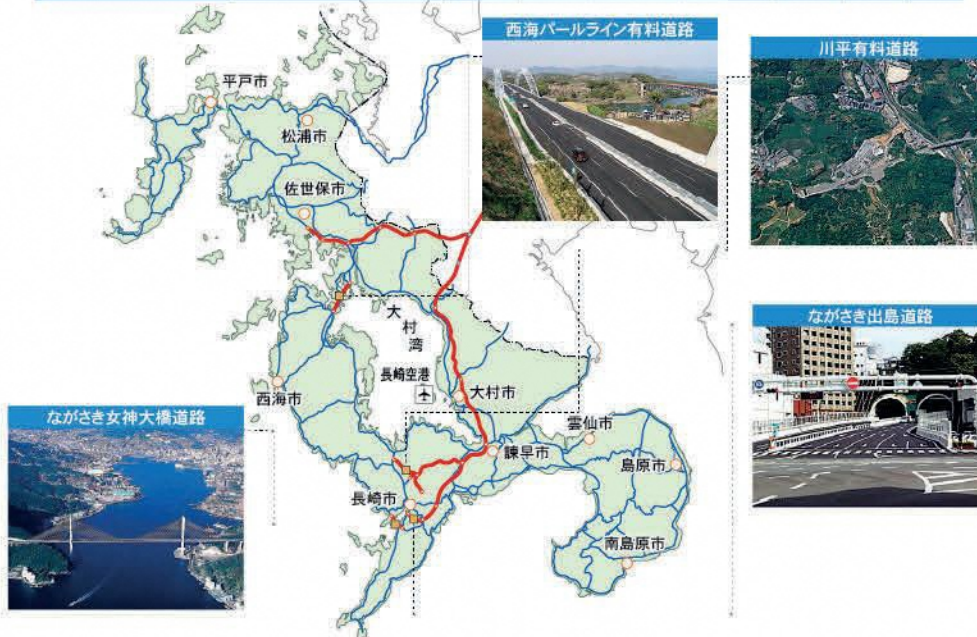 西海パールライン有料道路
川平有料道路
平戸市
松浦市
佐世保市
大
村
湾
ながさき出島道路
長崎空港
大村市
西海市
ながさき女神大橋道路
雲仙市
諫早市
島原市
長崎市
南島原市